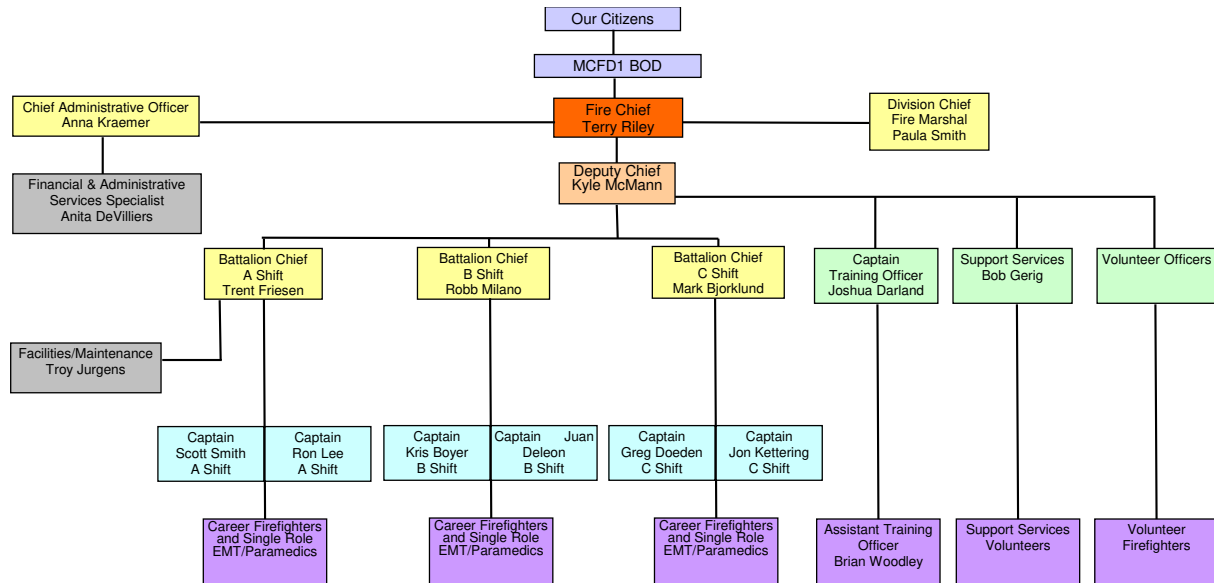 Our Citizens
MCFD1 BOD
Chief Administrative Officer
Anna Kraemer
Fire Chief
Terry Riley
Division Chief
Fire Marshal
Paula Smith
Deputy Chief
Kyle McMann
Financial & Administrative
Services Specialist
Anita DeVilliers
Battalion Chief
A Shift
Trent Friesen
Battalion Chief
B Shift
Robb Milano
Battalion Chief
C Shift
Mark Bjorklund
Captain
Training Officer
Joshua Darland
Support Services
Bob Gerig
Volunteer Officers
Facilities/Maintenance
Troy Jurgens
Captain
Scott Smith
A Shift
Captain
Ron Lee
A Shift
Captain
Kris Boyer
B Shift
Captain Juan
Deleon
B Shift
Captain
Greg Doeden
C Shift
Captain
Jon Kettering
C Shift
Career Firefighters
and Single Role
EMT/Paramedics
Career Firefighters
and Single Role
EMT/Paramedics
Career Firefighters
and Single Role
EMT/Paramedics
Assistant Training
Officer
Brian Woodley
Support Services
Volunteers
Volunteer
Firefighters